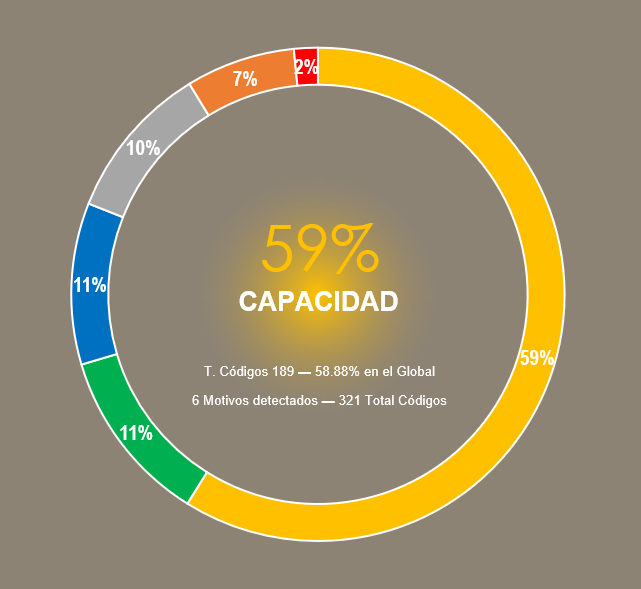 2%
7%
10%
59%
CAPACIDAD
11%
59%
T. Códigos 189 — 58.88% en el Global
6 Motivos detectados — 321 Total Códigos
11%